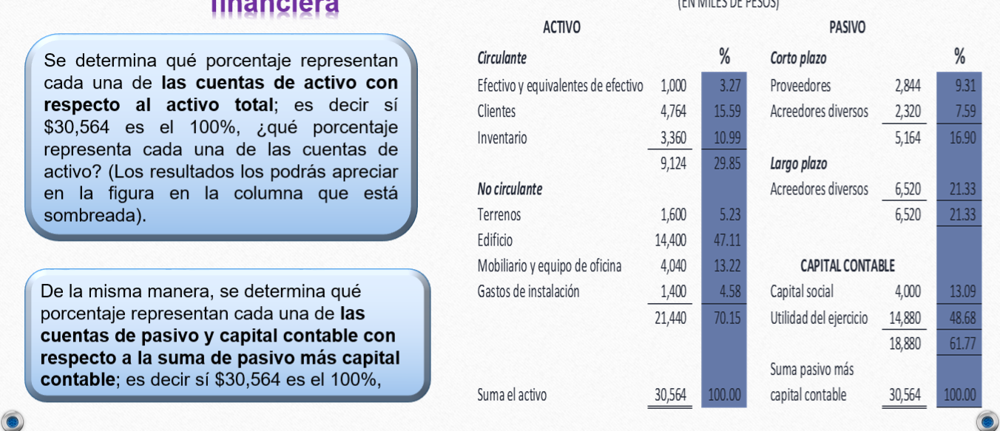 financiera
Se determina qué porcentaje representan
cada una de las cuentas de activo con
respecto al activo total; es decir sí
$30,564 es el 100%, ¿qué porcentaje
representa cada una de las cuentas de
activo? (Los resultados los podrás apreciar
en la figura en la columna que está
sombreada).
De la misma manera, se determina qué
porcentaje representan cada una de las
cuentas de pasivo y capital contable con
respecto a la suma de pasivo más capital
contable; es decir sí $30,564 es el 100%,
(EN MILES DE PESOS)
ACTIVO PASIVO
Circulante % Corto plazo %
Efectivo y equivalentes de efectivo 1,000 3.27 Proveedores 2,844 9.31
Clientes 4,764 15.59 Acreedores diversos 2,320 7.59
Inventario 3,360 10.99 5,164 16.90
9,124 29.85 Largo plazo
No circulante Acreedores diversos 6,520 21.33
Terrenos 1,600 5.23 6,520 21.33
Edificio 14,400 47.11
Mobiliario y equipo de oficina 4,040 13.22 CAPITAL CONTABLE
Gastos de instalación 1,400 4.58 Capital social 4,000 13.09
21,440 70.15 Utilidad del ejercicio 14,880 48.68
18,880 61.77
Suma pasivo más
Suma el activo 30,564 100.00 capital contable 30,564 100.00